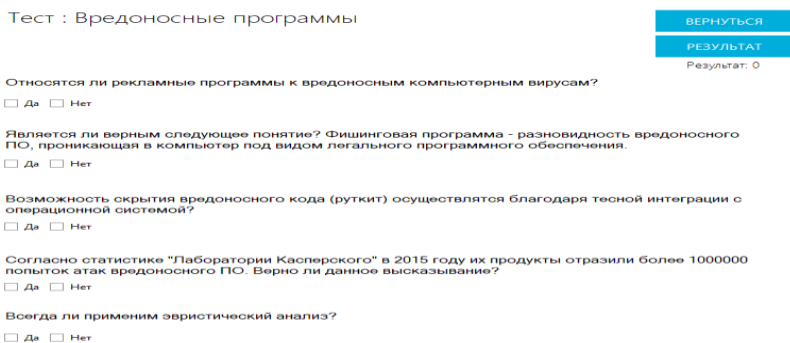 Тест : Вредоносные программы
ВЕРНУТЬСЯ
РЕЗУЛЬТАТ
Результат: 0
Относятся ли рекламные программы к вредоносным компьютерным вирусам?
Да Нет
Является ли верным следующее понятие? Фишинговая программа - разновидность вредоносного
ПО, проникающая в компьютер под видом легального программного обеспечения.
Да Нет
Возможность скрытия вредоносного кода (руткит) осуществлятся благодаря тесной интеграции с
операционной системой?
Да Нет
Согласно статистике "Лаборатории Касперского" в 2015 году их продукты отразили более 1000000
попыток атак вредоносного ПО. Верно ли данное высказывание?
Да Нет
Всегда ли применим эвристический анализ?
Да Нет